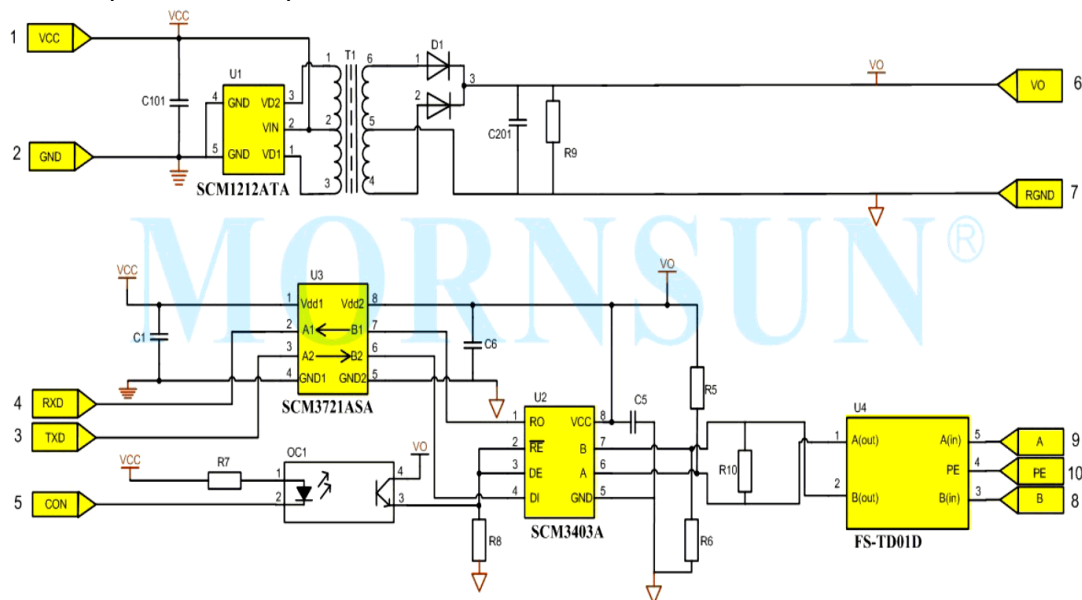 1 VCC
VCC
C101
U1
4 GND VD2 3
VIN 2
5 GND VD1 1
SCM1212ATA
2 GND
T1
1 6
2 5
3 4
D1
1
2
3
C201
R9
VO
VO 6
RGND 7
MORNSUN®
VCC
C1
U3
1 Vdd1 Vdd2 8
2 A1 B1 7
3 A2 B2 6
4 GND1 GND2 5
SCM3721ASA
C6
VO
4 RXD
3 TXD
5 CON
VCC
R7
OC1
1
2
4
3
VO
R8
U2
1 RO VCC 8
2 RE B 7
3 DE A 6
4 DI GND 5
SCM3403A
C5
R5
R10
R6
U4
1 A(out) A(in) 5
PE 4
2 B(out) B(in) 3
FS-TD01D
A 9
PE 10
B 8